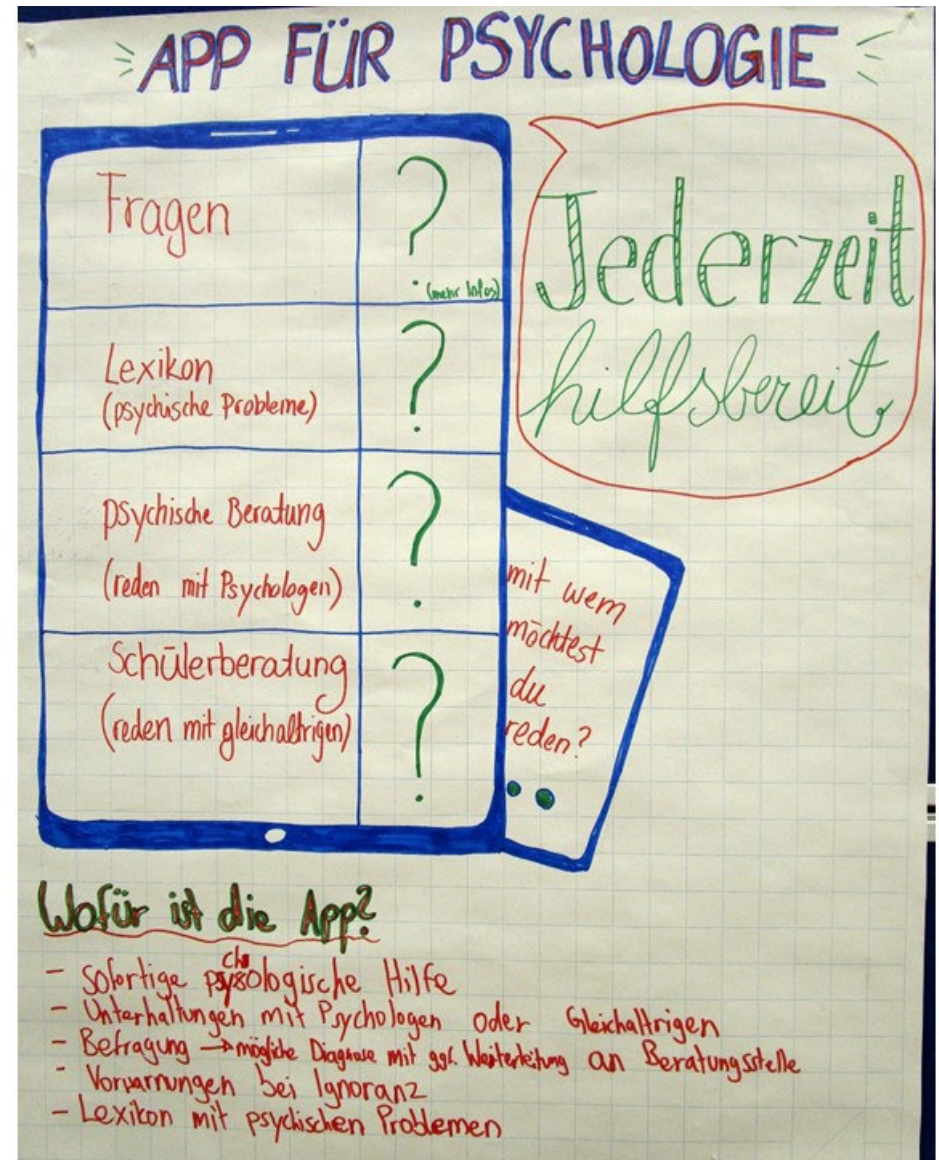 APP FÜR PSYCHOLOGIE
Fragen
?
(mehr Infos)
Lexikon
(psychische Probleme)
?
psychische Beratung
(reden mit Psychologen)
?
Schülerberatung
(reden mit gleichaltrigen)
?
Jederzeit
hilfsbereit
mit wem
möchtest
du
reden?
Wofür ist die App?
- Sofortige psychologische Hilfe
- Unterhaltungen mit Psychologen oder Gleichaltrigen
- Befragung → mögliche Diagnose mit ggf. Weiterleitung an Beratungsstelle
- Vorwarnungen bei Ignoranz
- Lexikon mit psychischen Problemen